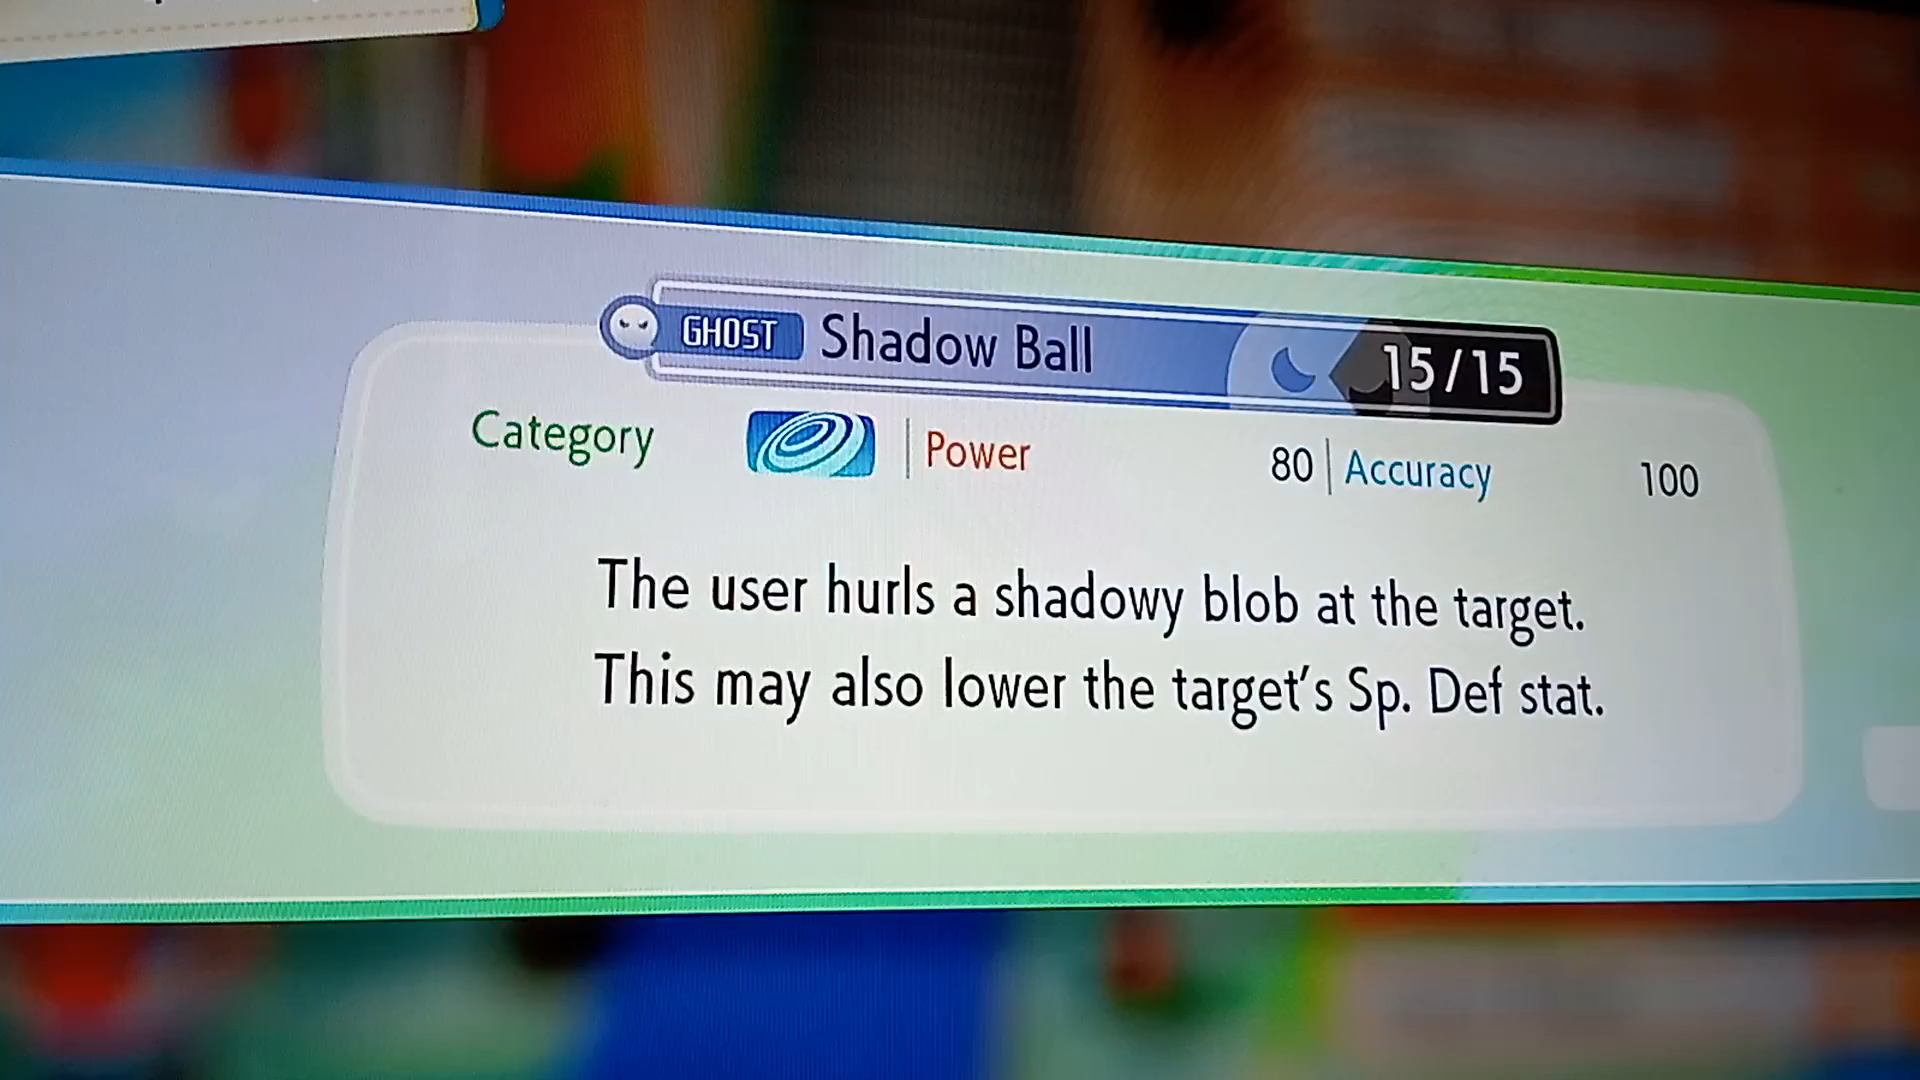 GHOST Shadow Ball 15/15
Category Power 80 Accuracy 100
The user hurls a shadowy blob at the target.
This may also lower the target's Sp. Def stat.